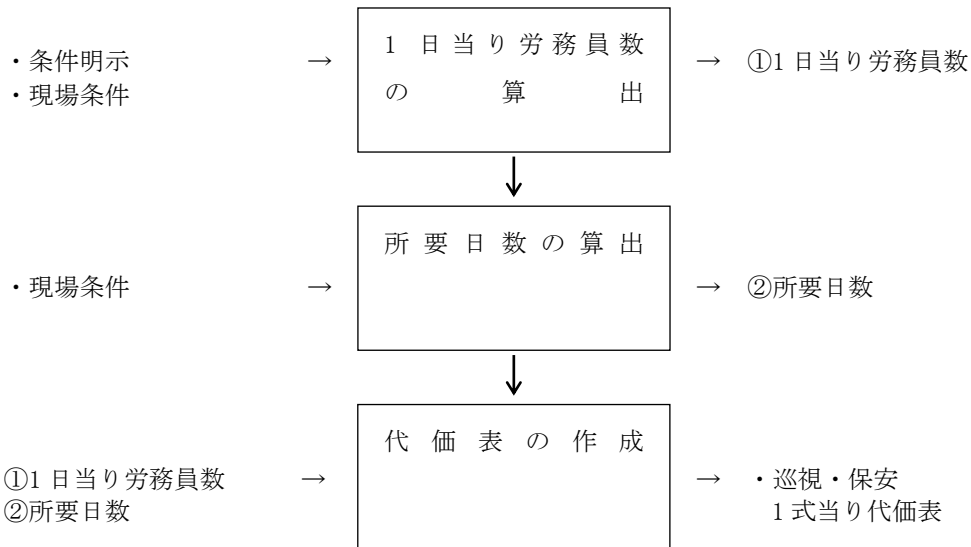 ・条件明示
・現場条件
→
1 日当り労務員数
の算出
→ ①1 日当り労務員数
・現場条件
→
所要日数の算出
→ ②所要日数
①1 日当り労務員数
②所要日数
→
代価表の作成
→ ・巡視・保安
1 式当り代価表